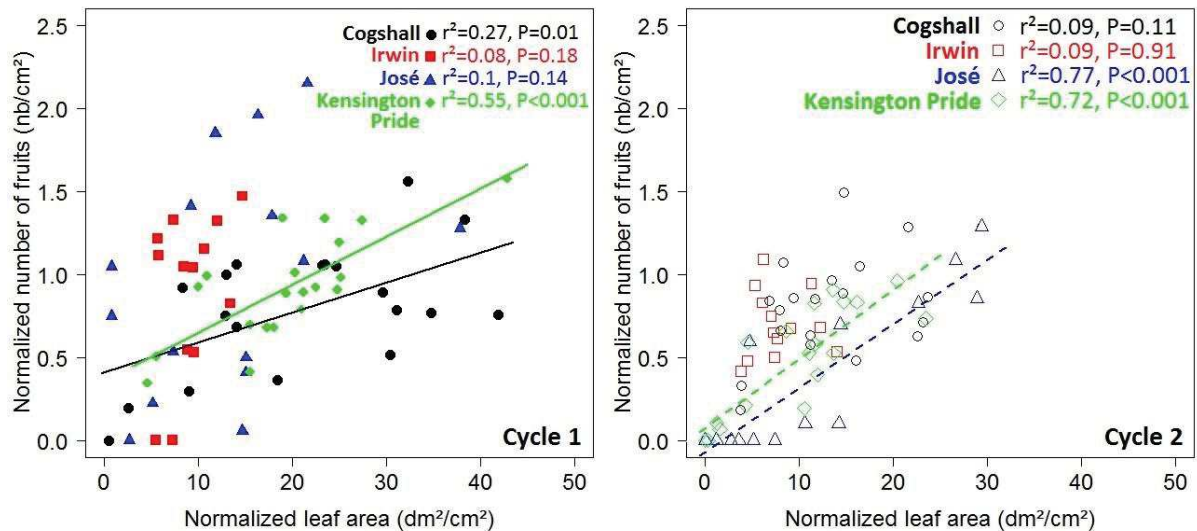 Normalized number of fruits (nb/cm²)
2.5
2.0
1.5
1.0
0.5
0.0
Cogshall r²=0.27, P=0.01
Irwin r²=0.08, P=0.18
José r²=0.1, P=0.14
Kensington r²=0.55, P<0.001
Pride
Cycle 1
0 10 20 30 40 50
Normalized leaf area (dm²/cm²)
Normalized number of fruits (nb/cm²)
2.5
2.0
1.5
1.0
0.5
0.0
Cogshall r²=0.09, P=0.11
Irwin r²=0.09, P=0.91
José r²=0.77, P<0.001
Kensington Pride r²=0.72, P<0.001
Cycle 2
0 10 20 30 40 50
Normalized leaf area (dm²/cm²)